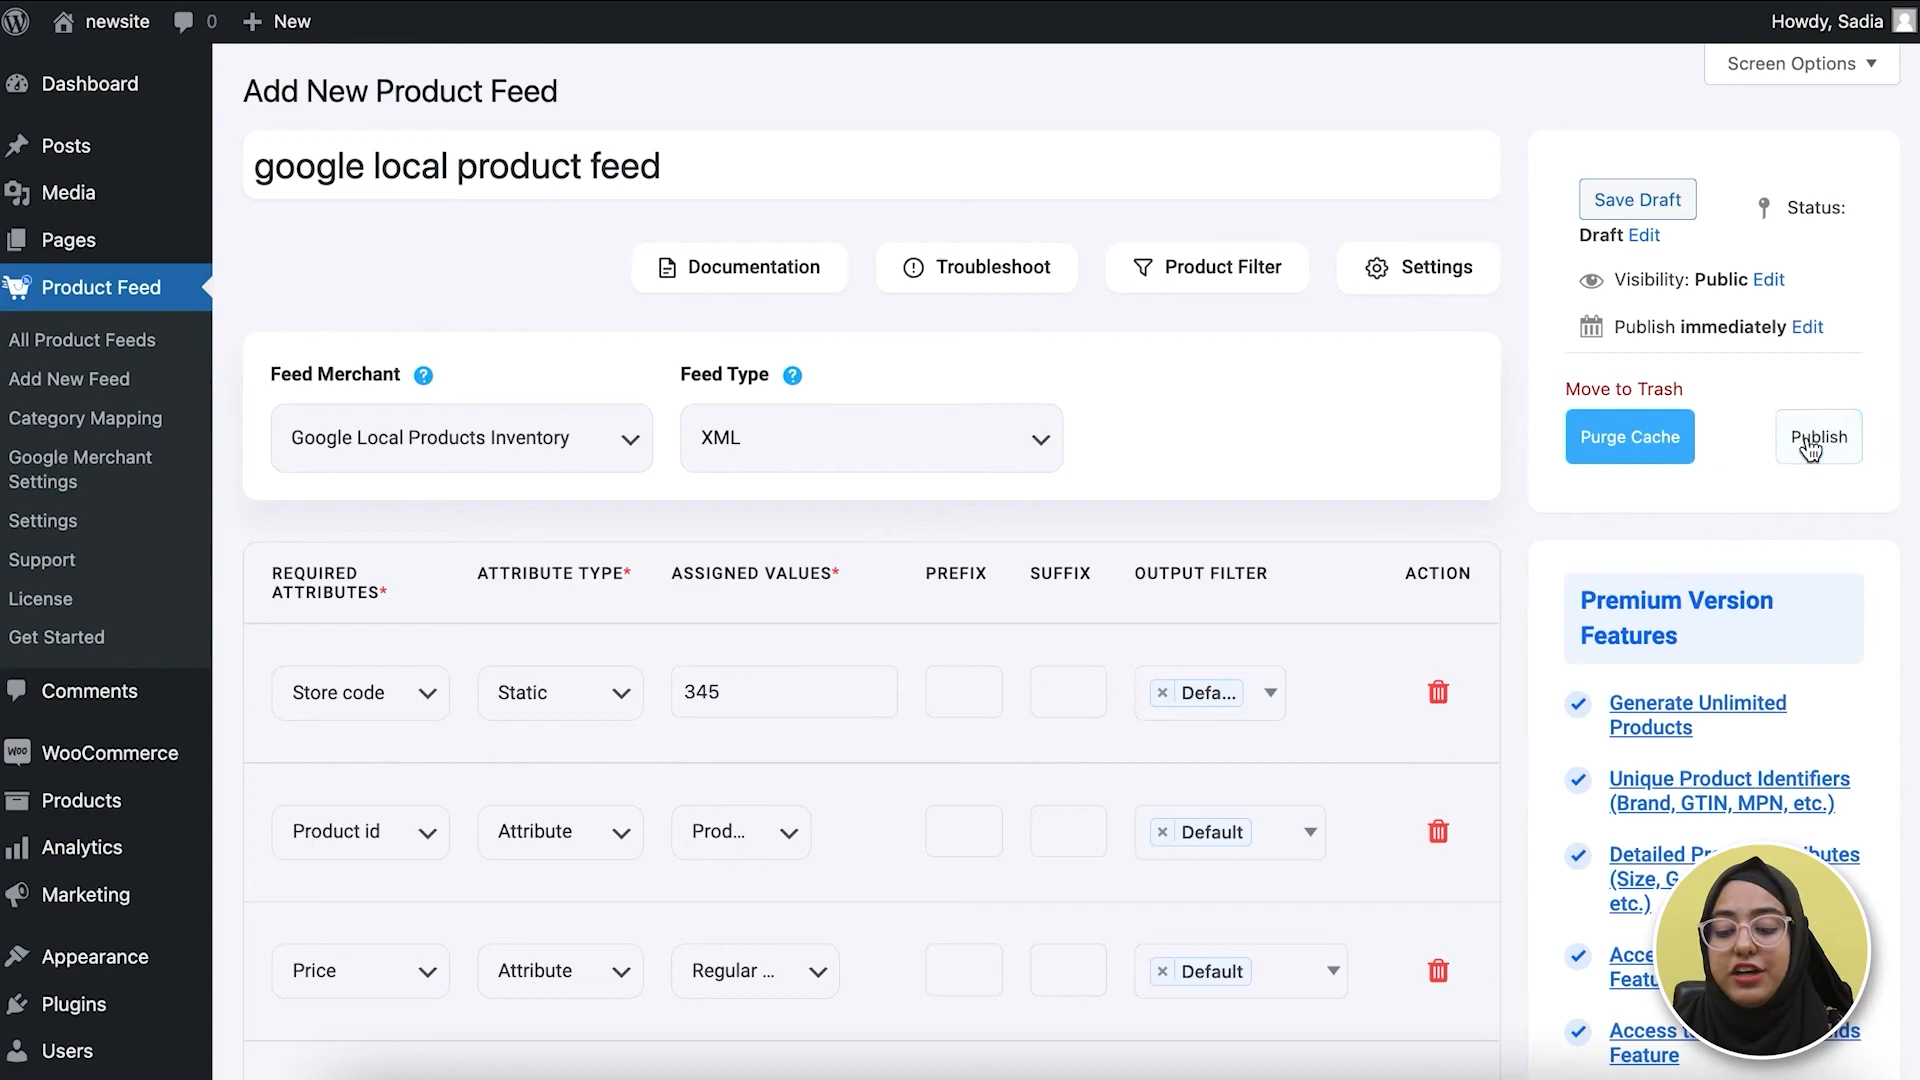 newsite
0
New
Howdy, Sadia
Screen Options
Dashboard
Posts
Media
Pages
Product Feed
All Product Feeds
Add New Feed
Category Mapping
Google Merchant
Settings
Settings
Support
License
Get Started
Comments
WooCommerce
Products
Analytics
Marketing
Appearance
Plugins
Users
Add New Product Feed
google local product feed
Documentation
Troubleshoot
Product Filter
Settings
Feed Merchant ?
Feed Type ?
Google Local Products Inventory
XML
REQUIRED
ATTRIBUTES*
ATTRIBUTE TYPE*
ASSIGNED VALUES*
PREFIX
SUFFIX
OUTPUT FILTER
ACTION
Store code
Static
345
× Defa...
Product id
Attribute
Prod...
× Default
Price
Attribute
Regular ...
× Default
Save Draft
Status:
Draft Edit
Visibility: Public Edit
Publish immediately Edit
Move to Trash
Purge Cache
Publish
Premium Version
Features
Generate Unlimited
Products
Unique Product Identifiers
(Brand, GTIN, MPN, etc.)
Detailed
(Size,
etc.)
Access
Feature